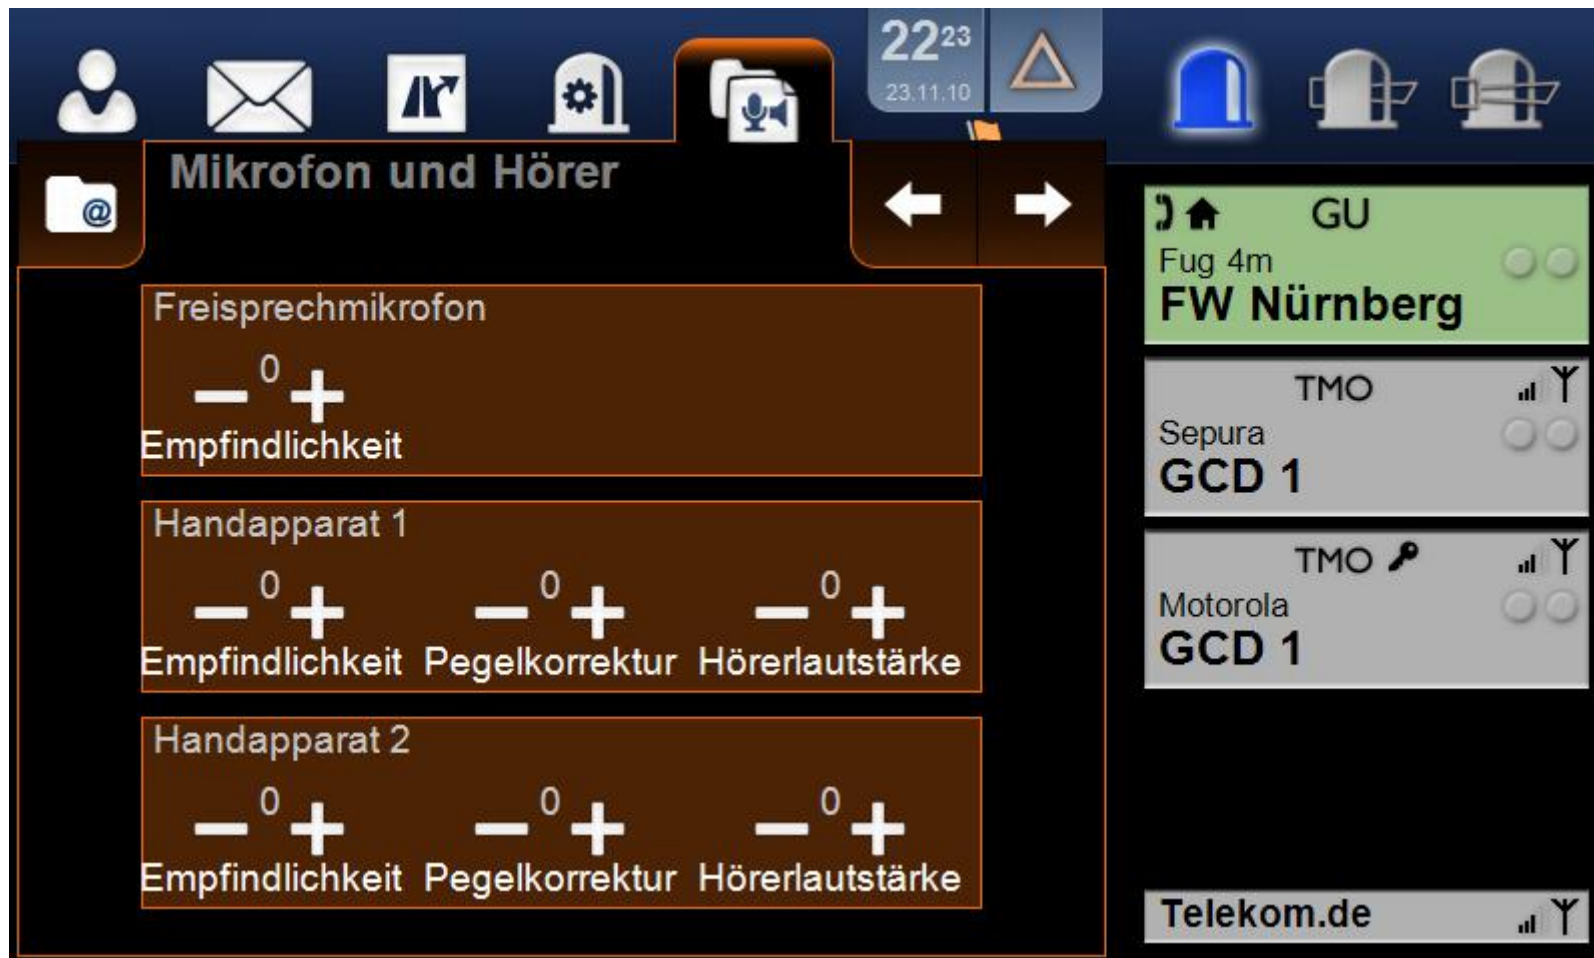 22 23
23.11.10
Mikrofon und Hörer
@
Freisprechmikrofon
0
Empfindlichkeit
Handapparat 1
0 0 0
Empfindlichkeit Pegelkorrektur Hörerlautstärke
Handapparat 2
0 0 0
Empfindlichkeit Pegelkorrektur Hörerlautstärke
GU
Fug 4m
FW Nürnberg
TMO
Sepura
GCD 1
TMO
Motorola
GCD 1
Telekom.de